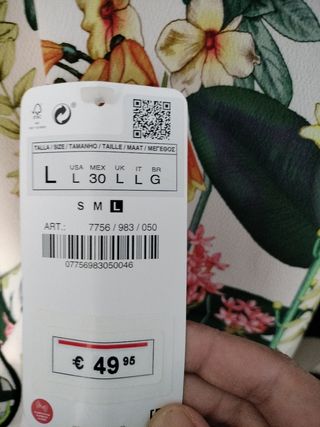 TALLA / SIZE / TAMANHO / TAILLE / MAAT / ΜΕΓΕΘΟΣ
USA MEX UK IT BR
L L 30 L L G
S M L
ART.: 7756 / 983 / 050
07756983050046
€ 49 95